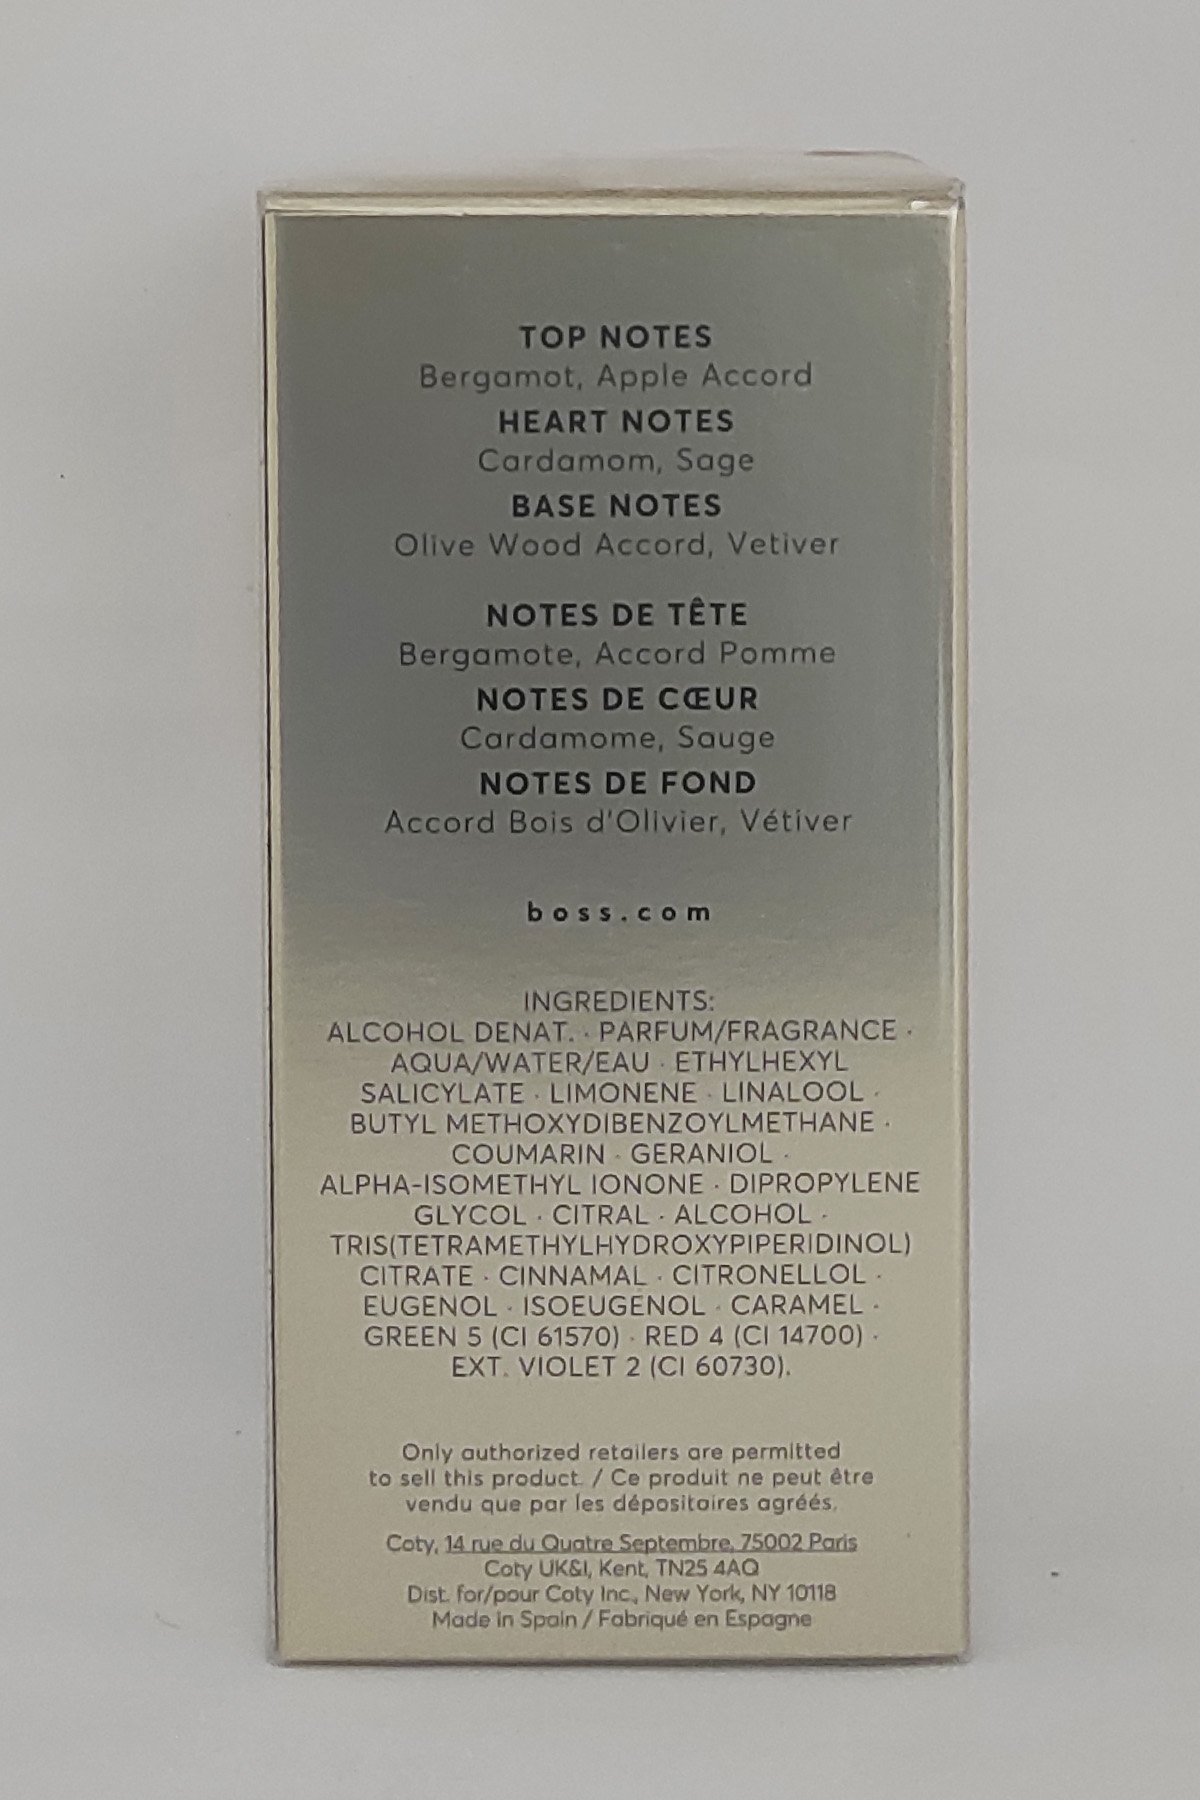 TOP NOTES
Bergamot, Apple Accord
HEART NOTES
Cardamom, Sage
BASE NOTES
Olive Wood Accord, Vetiver
NOTES DE TÊTE
Bergamote, Accord Pomme
NOTES DE CŒUR
Cardamome, Sauge
NOTES DE FOND
Accord Bois d'Olivier, Vétiver
boss.com
INGREDIENTS:
ALCOHOL DENAT. · PARFUM/FRAGRANCE ·
AQUA/WATER/EAU · ETHYLHEXYL
SALICYLATE · LIMONENE · LINALOOL ·
BUTYL METHOXYDIBENZOYLMETHANE ·
COUMARIN · GERANIOL ·
ALPHA-ISOMETHYL IONONE · DIPROPYLENE
GLYCOL · CITRAL · ALCOHOL ·
TRIS(TETRAMETHYLHYDROXYPIPERIDINOL)
CITRATE · CINNAMAL · CITRONELLOL ·
EUGENOL · ISOEUGENOL · CARAMEL ·
GREEN 5 (CI 61570) · RED 4 (CI 14700) ·
EXT. VIOLET 2 (CI 60730).
Only authorized retailers are permitted
to sell this product. / Ce produit ne peut être
vendu que par les dépositaires agréés.
Coty, 14 rue du Quatre Septembre, 75002 Paris
Coty UK&I, Kent, TN25 4AQ
Dist. for/pour Coty Inc., New York, NY 10118
Made in Spain / Fabriqué en Espagne